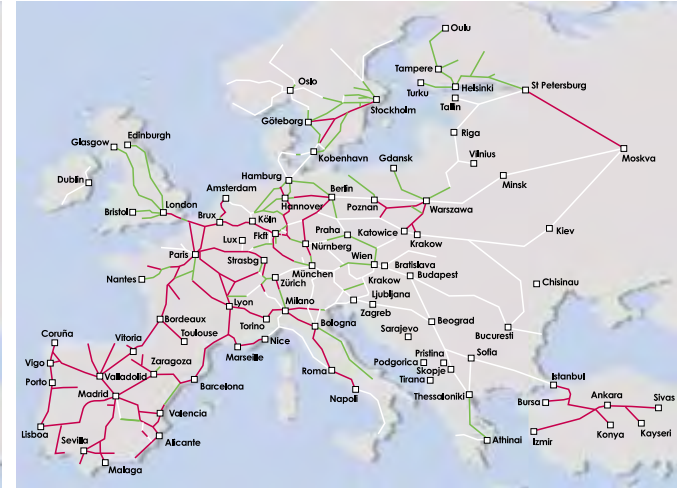 Oulu
Tampere
Turku
Helsinki
St Petersburg
Tallin
Oslo
Stockholm
Göteborg
Riga
Glasgow
Edinburgh
Kobenhavn
Gdansk
Vilnius
Moskva
Dublin
Hamburg
Minsk
Amsterdam
Berlin
London
Hannover
Poznan
Warszawa
Bristol
Brux
Köln
Lux
Fkft
Praha
Katowice
Krakow
Kiev
Paris
Strasbg
Nürnberg
Wien
Nantes
München
Bratislava
Zürich
Krakow
Budapest
Chisinau
Lyon
Milano
Ljubljana
Zagreb
Bordeaux
Torino
Bologna
Beograd
Coruña
Toulouse
Sarajevo
Bucuresti
Vitoria
Nice
Marseille
Vigo
Zaragoza
Pristina
Sofia
Podgorica
Skopje
Valladolid
Roma
Tirana
Istanbul
Porto
Barcelona
Madrid
Napoli
Thessaloniki
Bursa
Ankara
Sivas
Valencia
Lisboa
Sevilla
Alicante
Athinai
Izmir
Konya
Kayseri
Malaga